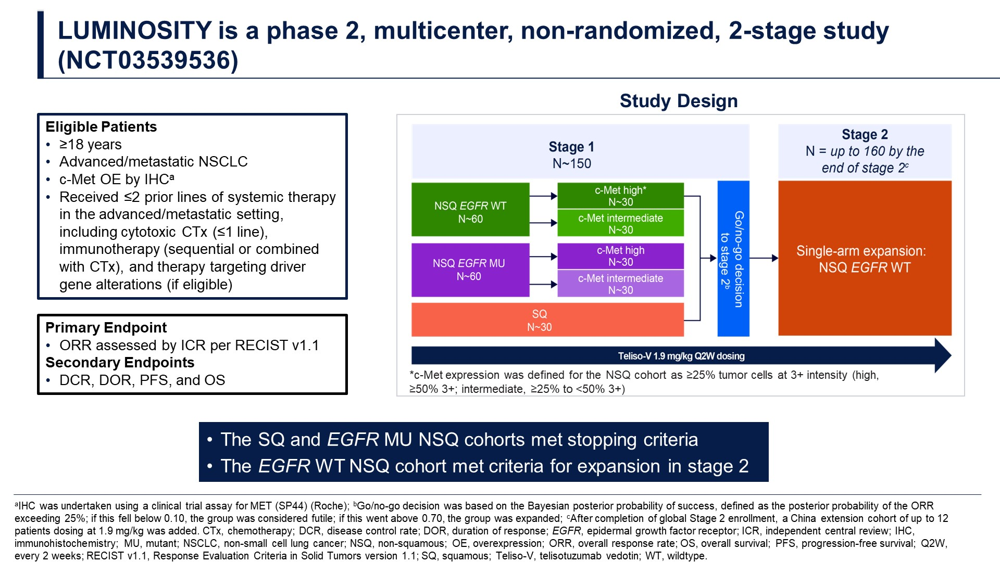 LUMINOSITY is a phase 2, multicenter, non-randomized, 2-stage study
(NCT03539536)
Eligible Patients
• ≥18 years
• Advanced/metastatic NSCLC
• c-Met OE by IHCᵃ
• Received ≤2 prior lines of systemic therapy
in the advanced/metastatic setting,
including cytotoxic CTx (≤1 line),
immunotherapy (sequential or combined
with CTx), and therapy targeting driver
gene alterations (if eligible)
Primary Endpoint
• ORR assessed by ICR per RECIST v1.1
Secondary Endpoints
• DCR, DOR, PFS, and OS
Study Design
Stage 1
N~150
Stage 2
N = up to 160 by the
end of stage 2ᶜ
NSQ EGFR WT
N~60
c-Met high*
N~30
c-Met intermediate
N~30
NSQ EGFR MU
N~60
c-Met high
N~30
c-Met intermediate
N~30
SQ
N~30
Go/no-go decision
to stage 2ᵇ
Single-arm expansion:
NSQ EGFR WT
Teliso-V 1.9 mg/kg Q2W dosing
*c-Met expression was defined for the NSQ cohort as ≥25% tumor cells at 3+ intensity (high,
≥50% 3+; intermediate, ≥25% to <50% 3+)
• The SQ and EGFR MU NSQ cohorts met stopping criteria
• The EGFR WT NSQ cohort met criteria for expansion in stage 2
ᵃIHC was undertaken using a clinical trial assay for MET (SP44) (Roche); ᵇGo/no-go decision was based on the Bayesian posterior probability of success, defined as the posterior probability of the ORR
exceeding 25%; if this fell below 0.10, the group was considered futile; if this went above 0.70, the group was expanded; ᶜAfter completion of global Stage 2 enrollment, a China extension cohort of up to 12
patients dosing at 1.9 mg/kg was added. CTx, chemotherapy; DCR, disease control rate; DOR, duration of response; EGFR, epidermal growth factor receptor; ICR, independent central review; IHC,
immunohistochemistry; MU, mutant; NSCLC, non-small cell lung cancer; NSQ, non-squamous; OE, overexpression; ORR, overall response rate; OS, overall survival; PFS, progression-free survival; Q2W,
every 2 weeks; RECIST v1.1, Response Evaluation Criteria in Solid Tumors version 1.1; SQ, squamous; Teliso-V, telisotuzumab vedotin; WT, wildtype.